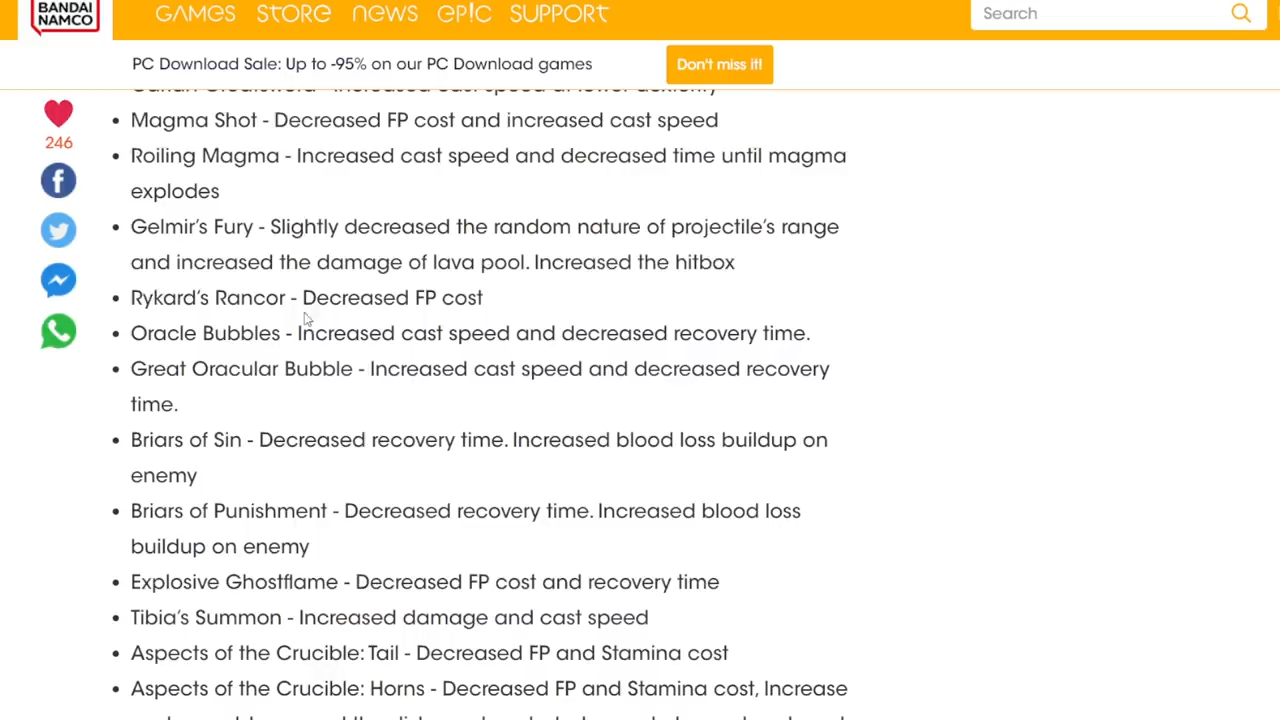 BANDAI
NAMCO
GAMES STORE NEWS EPIC SUPPORT
Search
PC Download Sale: Up to -95% on our PC Download games
Don't miss it!
246
• Magma Shot - Decreased FP cost and increased cast speed
• Roiling Magma - Increased cast speed and decreased time until magma
explodes
• Gelmir's Fury - Slightly decreased the random nature of projectile's range
and increased the damage of lava pool. Increased the hitbox
• Rykard's Rancor - Decreased FP cost
• Oracle Bubbles - Increased cast speed and decreased recovery time.
• Great Oracular Bubble - Increased cast speed and decreased recovery
time.
• Briars of Sin - Decreased recovery time. Increased blood loss buildup on
enemy
• Briars of Punishment - Decreased recovery time. Increased blood loss
buildup on enemy
• Explosive Ghostflame - Decreased FP cost and recovery time
• Tibia's Summon - Increased damage and cast speed
• Aspects of the Crucible: Tail - Decreased FP and Stamina cost
• Aspects of the Crucible: Horns - Decreased FP and Stamina cost, Increase